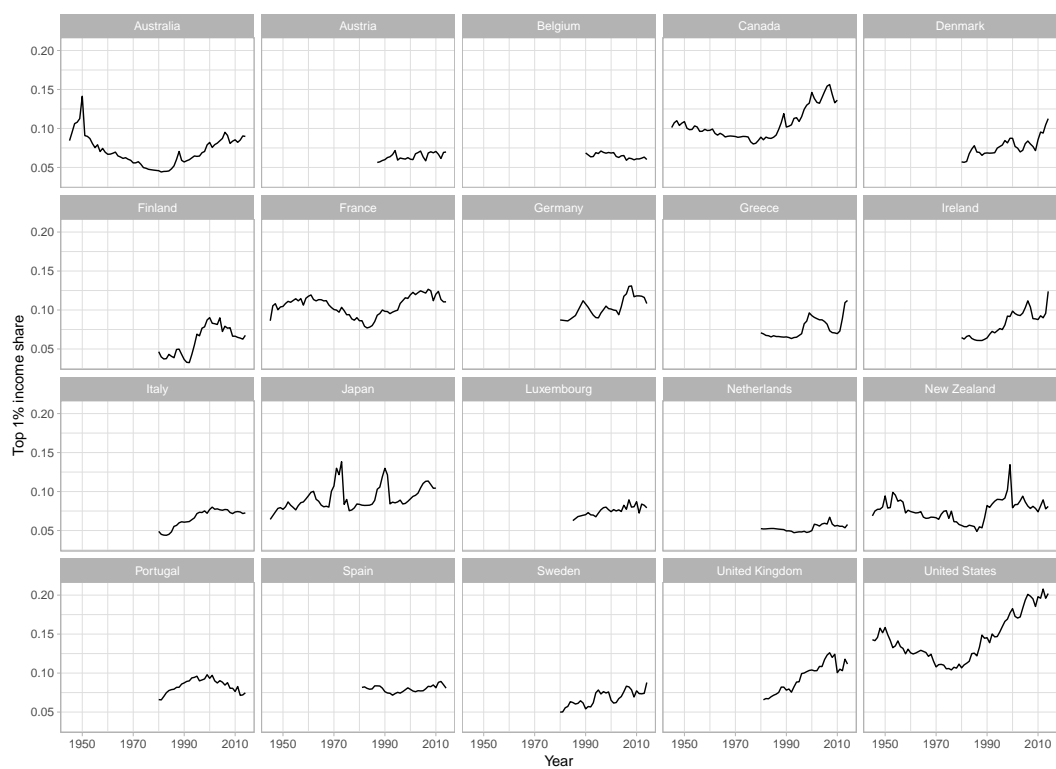 Australia Austria Belgium Canada Denmark
0.20
0.15
0.10
0.05
Finland France Germany Greece Ireland
0.20
0.15
0.10
0.05
Italy Japan Luxembourg Netherlands New Zealand
0.20
0.15
0.10
0.05
Portugal Spain Sweden United Kingdom United States
0.20
0.15
0.10
0.05
1950 1970 1990 2010 1950 1970 1990 2010 1950 1970 1990 2010 1950 1970 1990 2010 1950 1970 1990 2010
Year
Top 1% income share